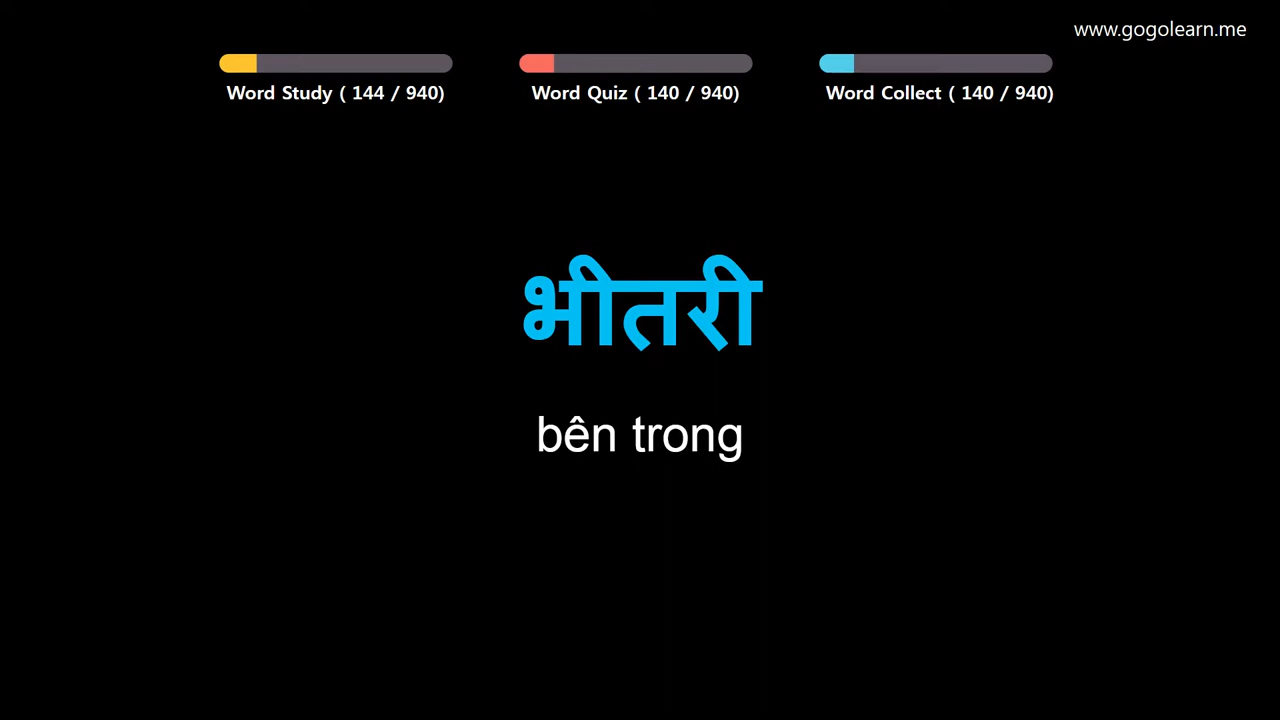 www.gogolearn.me
Word Study ( 144 / 940)
Word Quiz ( 140 / 940)
Word Collect ( 140 / 940)
भीतरी
bên trong